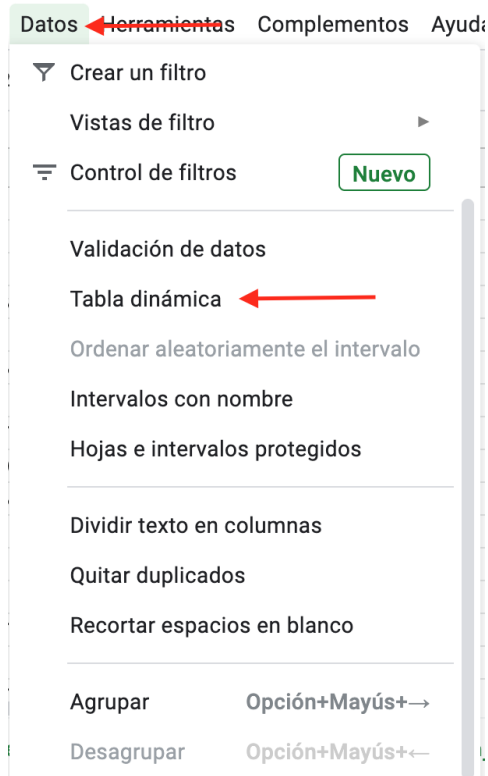 Datos Herramientas Complementos Ayuda
Crear un filtro
Vistas de filtro
Control de filtros Nuevo
Validación de datos
Tabla dinámica
Ordenar aleatoriamente el intervalo
Intervalos con nombre
Hojas e intervalos protegidos
Dividir texto en columnas
Quitar duplicados
Recortar espacios en blanco
Agrupar Opción+Mayús+→
Desagrupar Opción+Mayús+←